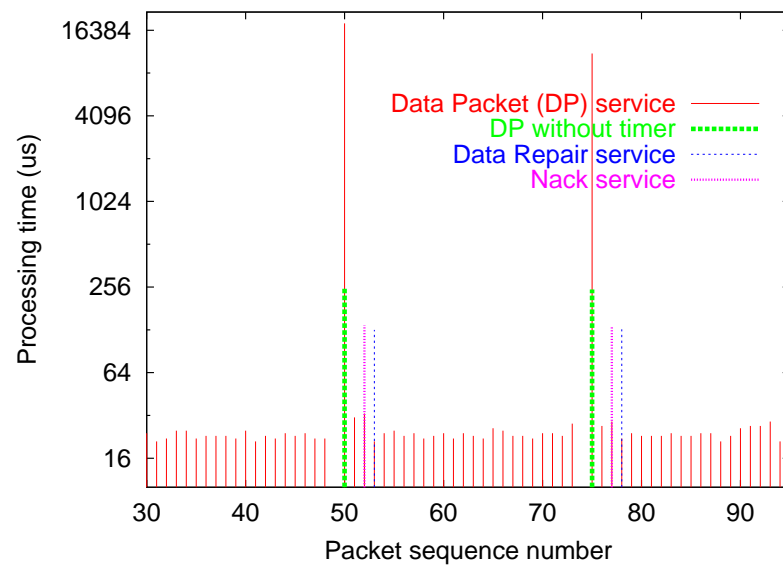 16384
4096
1024
256
64
16
Processing time (us)
Data Packet (DP) service
DP without timer
Data Repair service
Nack service
30 40 50 60 70 80 90
Packet sequence number